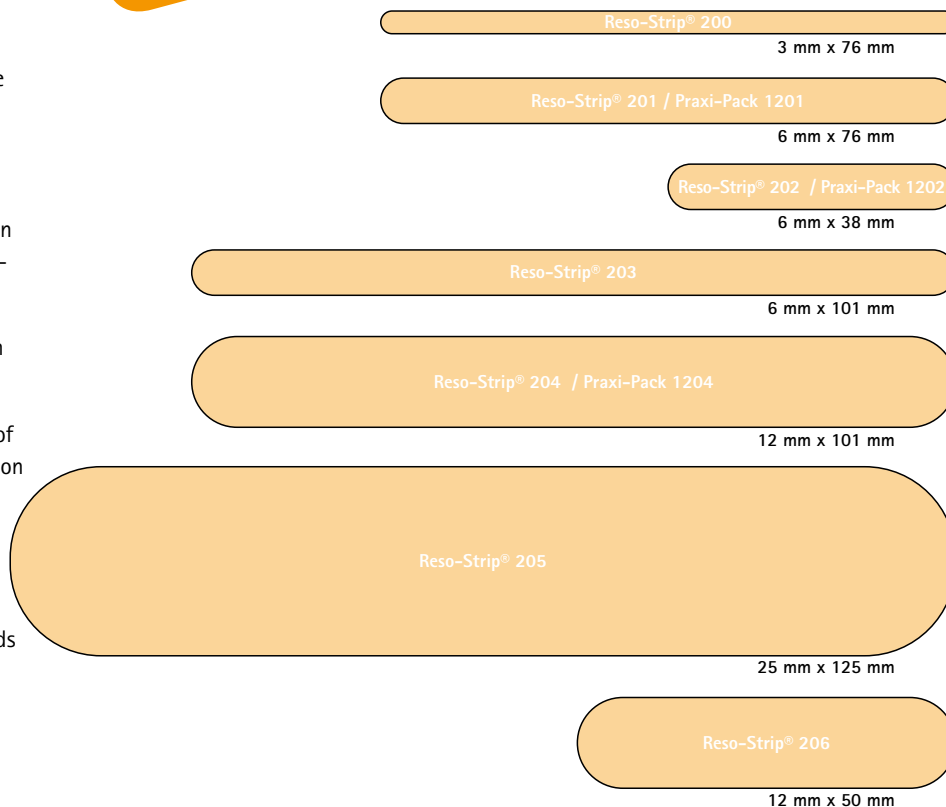 Reso-Strip® 200
3 mm x 76 mm
e
Reso-Strip® 201 / Praxi-Pack 1201
6 mm x 76 mm
Reso-Strip® 202 / Praxi-Pack 1202
6 mm x 38 mm
n
–
Reso-Strip® 203
6 mm x 101 mm
n
Reso-Strip® 204 / Praxi-Pack 1204
12 mm x 101 mm
of
on
Reso-Strip® 205
ds
25 mm x 125 mm
Reso-Strip® 206
12 mm x 50 mm